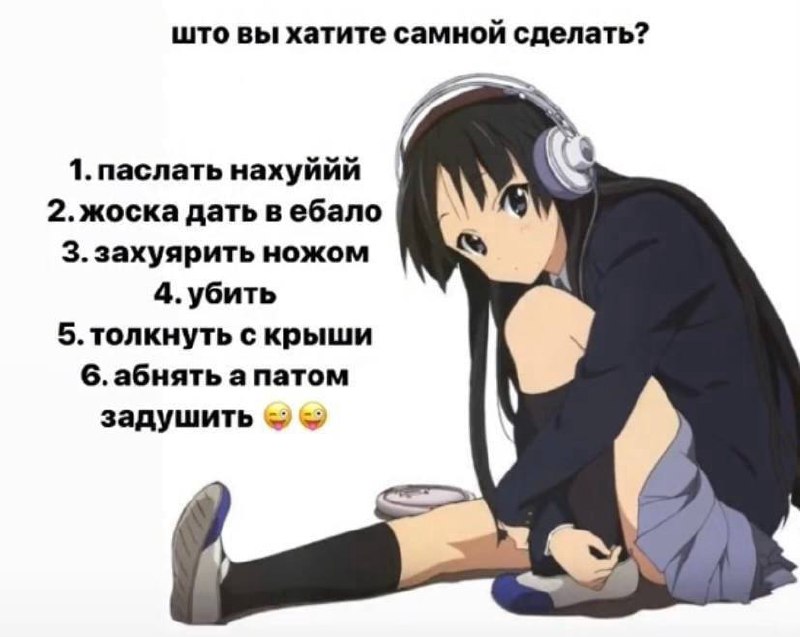 што вы хатите самной сделать?
1. паслать нахуййй
2. жоска дать в ебало
3. захуярить ножом
4. убить
5. толкнуть с крыши
6. абнять а патом
задушить 😜😜